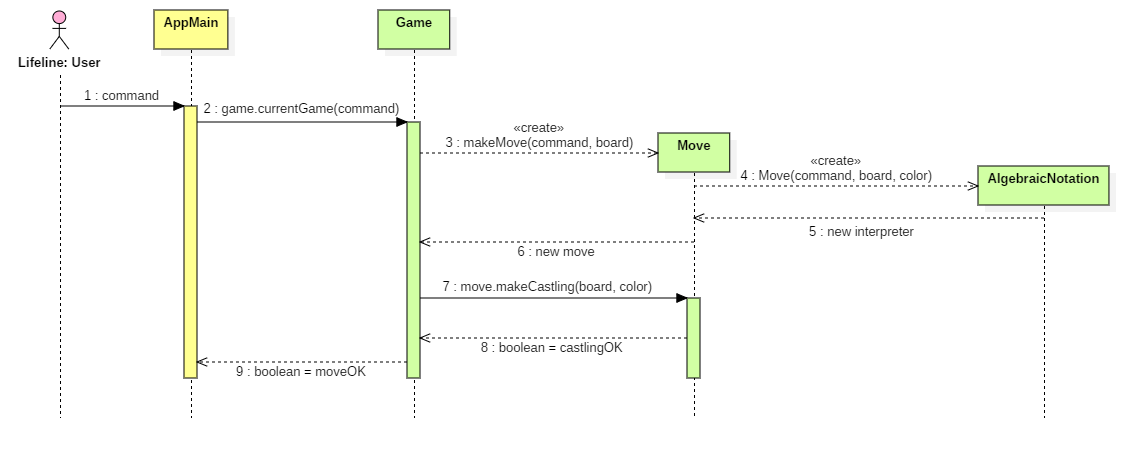 AppMain
Game
Lifeline: User
1 : command
2 : game.currentGame(command)
«create»
3 : makeMove(command, board)
Move
«create»
4 : Move(command, board, color)
AlgebraicNotation
5 : new interpreter
6 : new move
7 : move.makeCastling(board, color)
8 : boolean = castlingOK
9 : boolean = moveOK